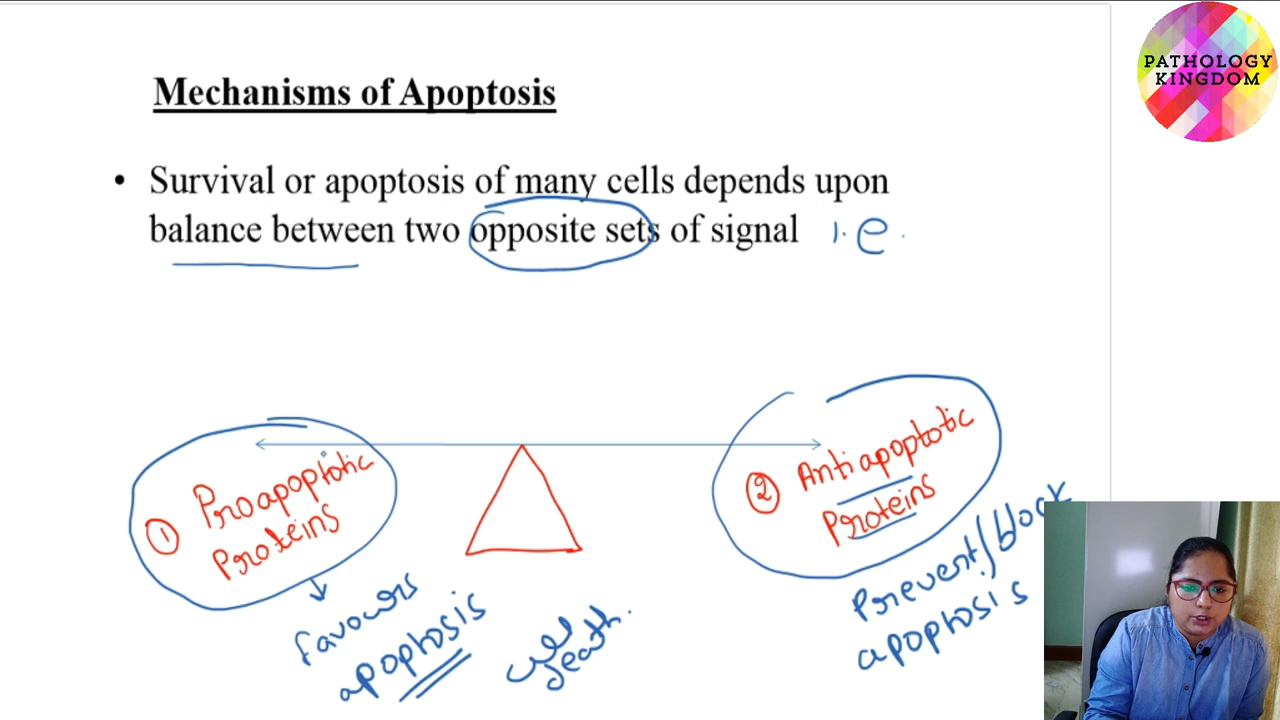 PATHOLOGY
KINGDOM
Mechanisms of Apoptosis
• Survival or apoptosis of many cells depends upon
balance between two opposite sets of signal i.e.
① Proapoptotic
Proteins
favours
apoptosis
cell
death.
② Antiapoptotic
Proteins
Prevent/block
apoptosis